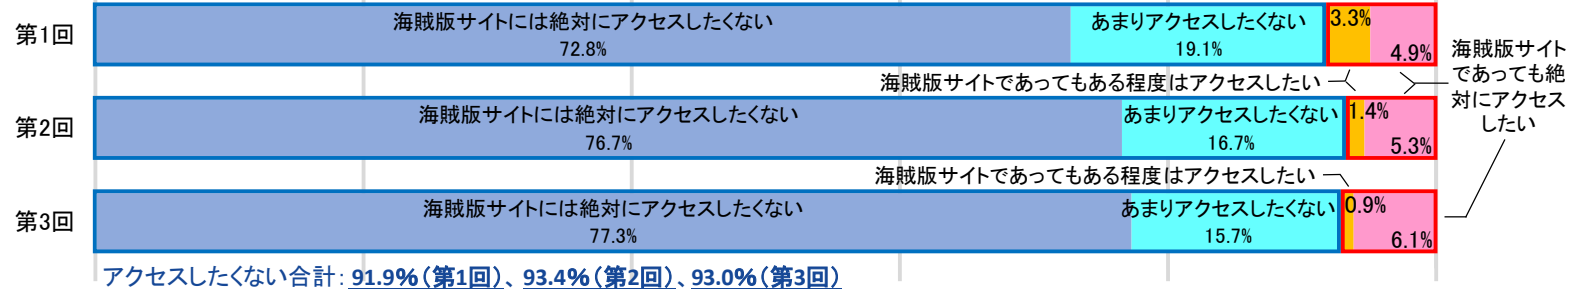 第1回
海賊版サイトには絶対にアクセスしたくない
72.8%
あまりアクセスしたくない
19.1%
3.3%
4.9%
海賊版サイトであってもある程度はアクセスしたい
海賊版サイト
であっても絶
対にアクセス
したい
第2回
海賊版サイトには絶対にアクセスしたくない
76.7%
あまりアクセスしたくない
16.7%
1.4%
5.3%
海賊版サイトであってもある程度はアクセスしたい
第3回
海賊版サイトには絶対にアクセスしたくない
77.3%
あまりアクセスしたくない
15.7%
0.9%
6.1%
アクセスしたくない合計：91.9%（第1回）、93.4%（第2回）、93.0%（第3回）